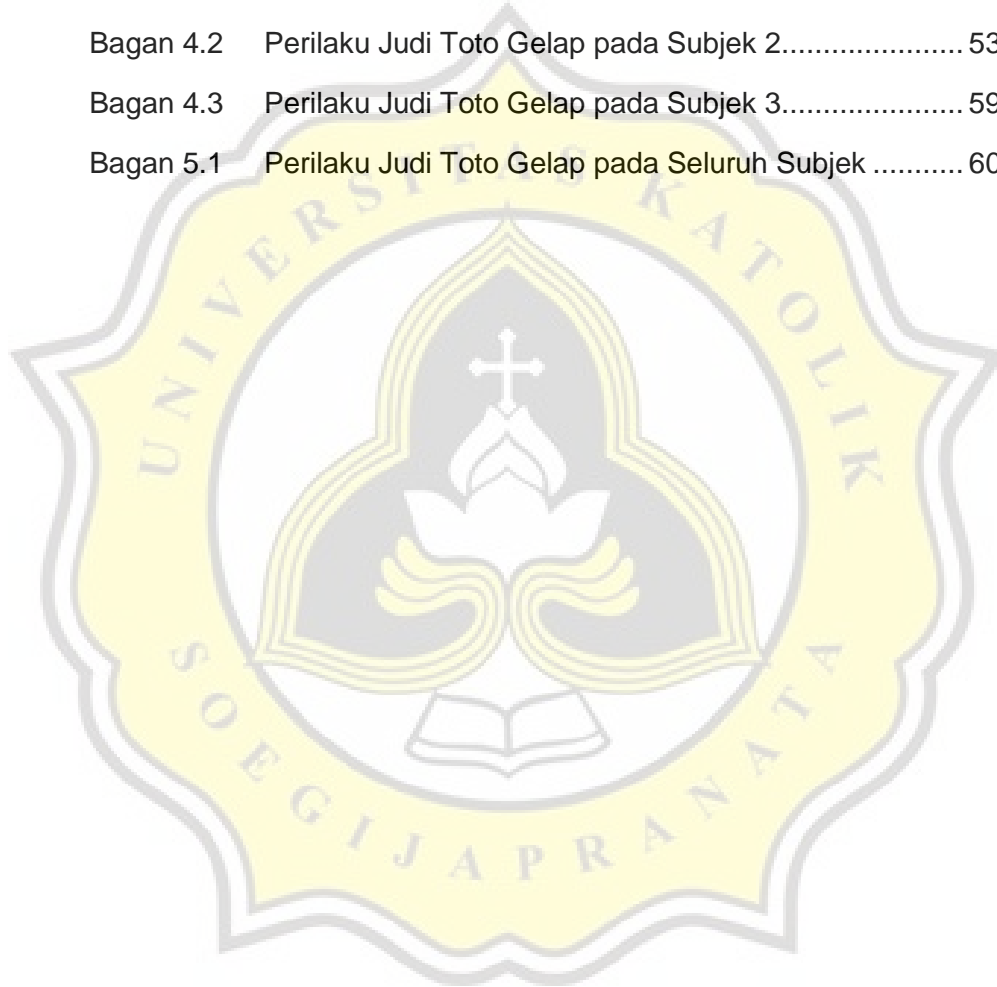 Bagan 4.2 Perilaku Judi Toto Gelap pada Subjek 2...................... 53
Bagan 4.3 Perilaku Judi Toto Gelap pada Subjek 3...................... 59
Bagan 5.1 Perilaku Judi Toto Gelap pada Seluruh Subjek ........... 60
UNIVERSITAS KATOLIK
SOEGIJAPRANATA